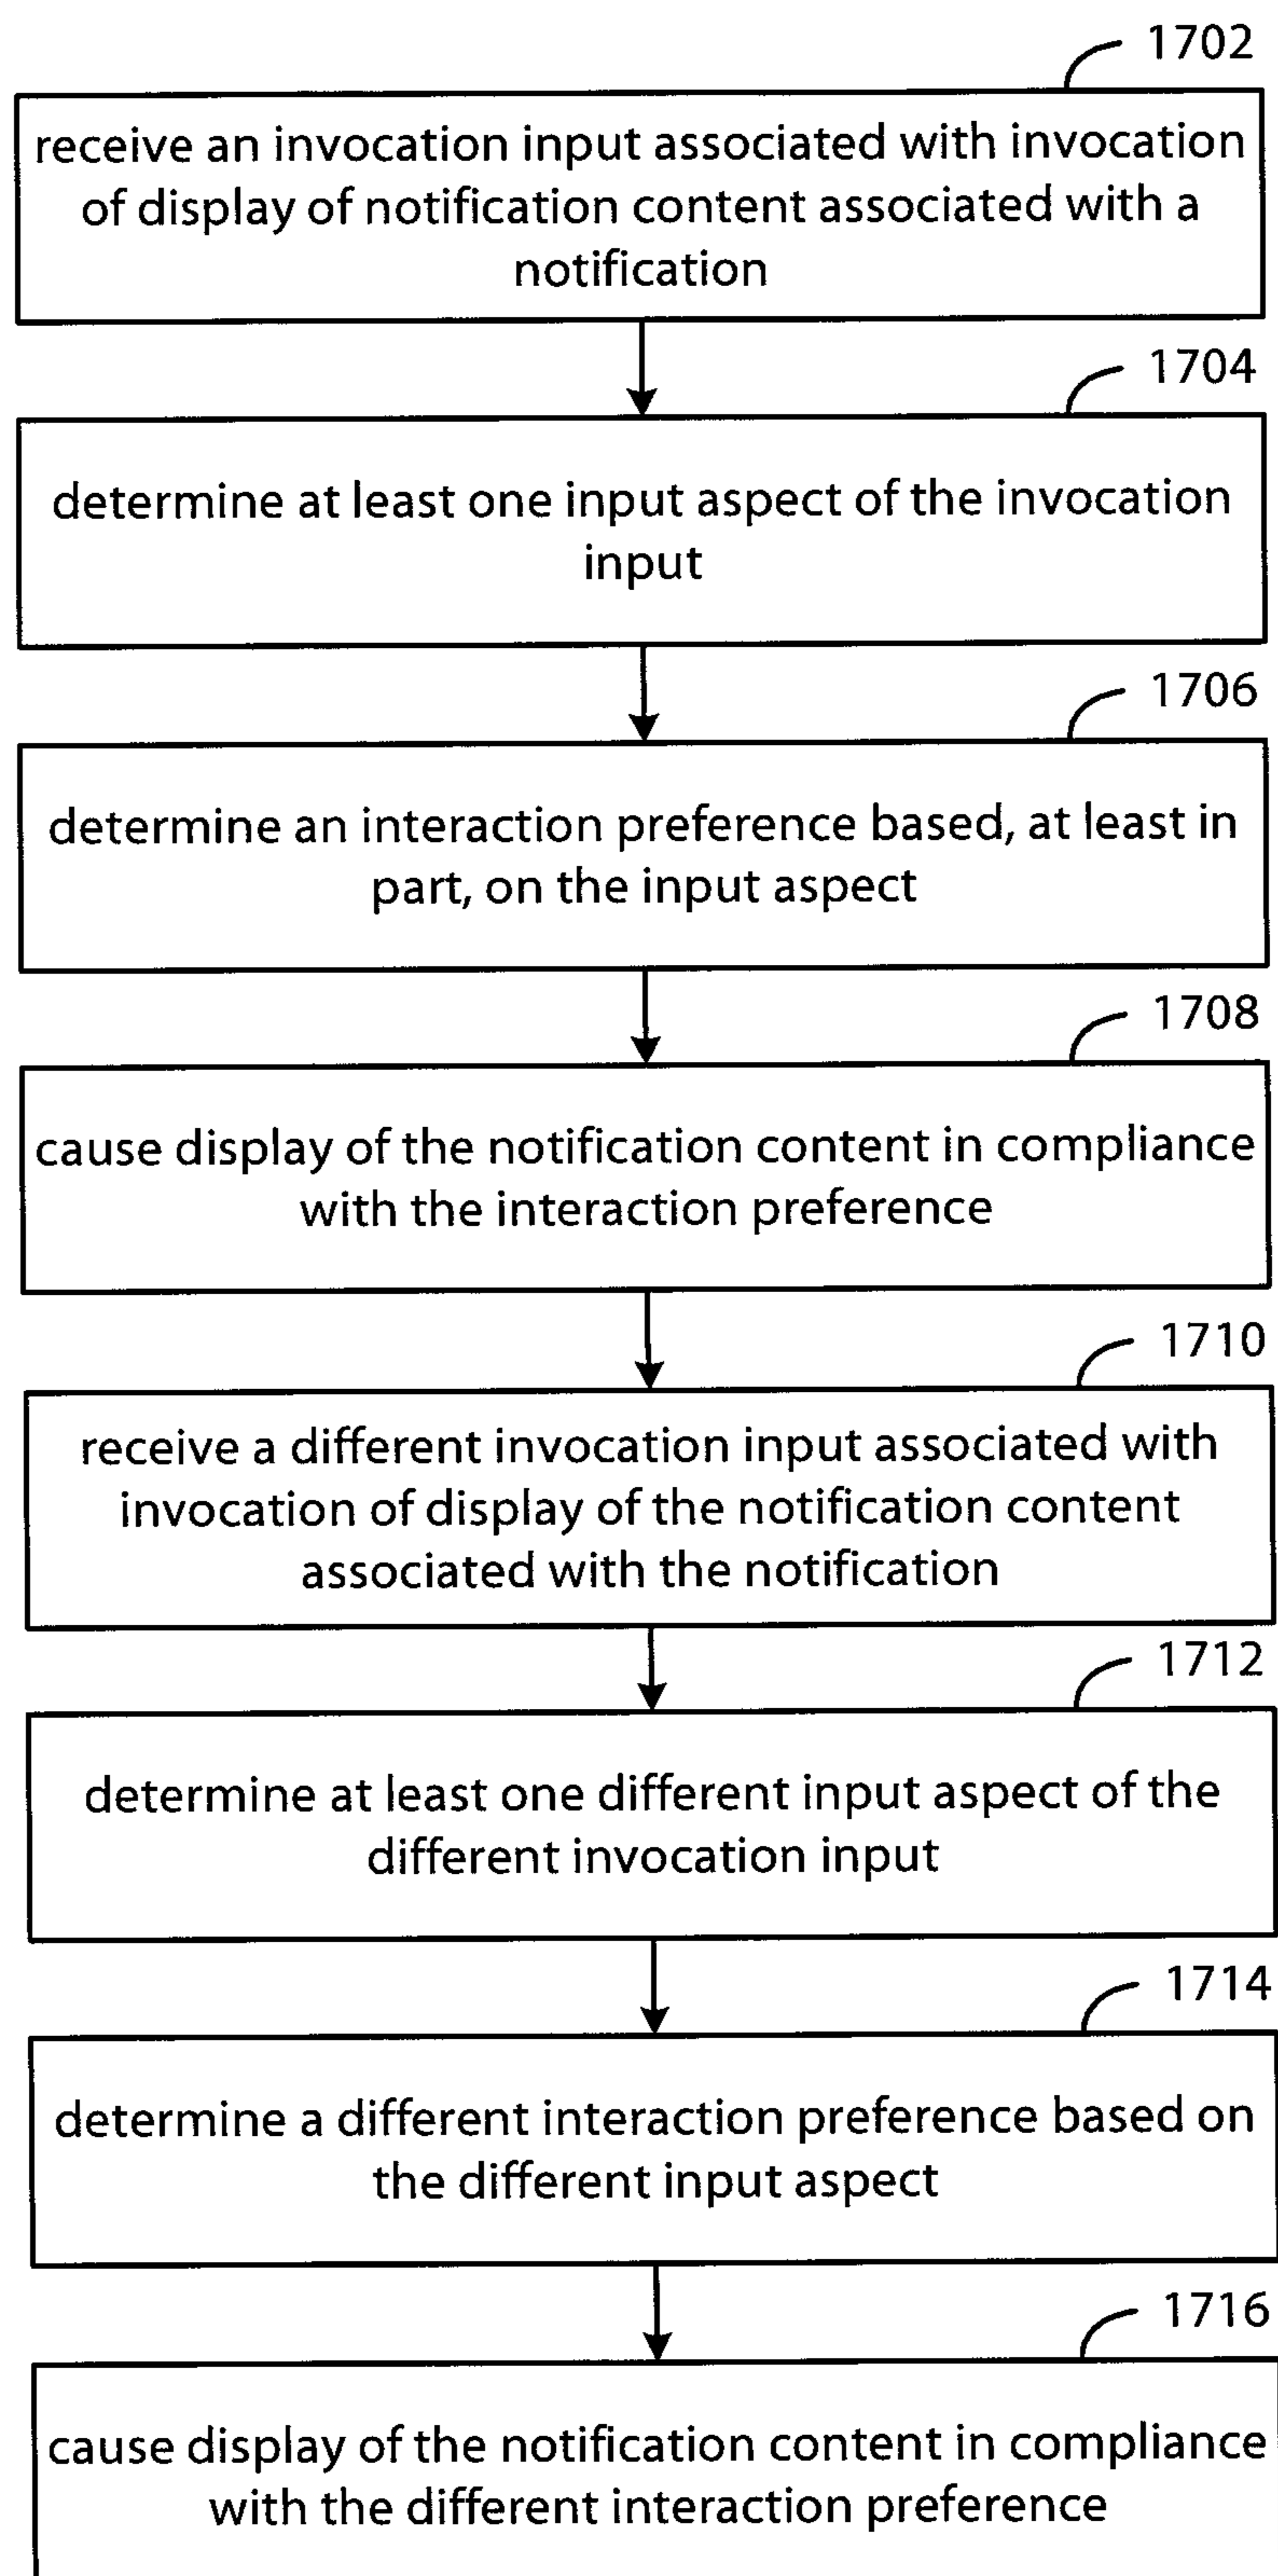 1702
receive an invocation input associated with invocation
of display of notification content associated with a
notification
1704
determine at least one input aspect of the invocation
input
1706
determine an interaction preference based, at least in
part, on the input aspect
1708
cause display of the notification content in compliance
with the interaction preference
1710
receive a different invocation input associated with
invocation of display of the notification content
associated with the notification
1712
determine at least one different input aspect of the
different invocation input
1714
determine a different interaction preference based on
the different input aspect
1716
cause display of the notification content in compliance
with the different interaction preference